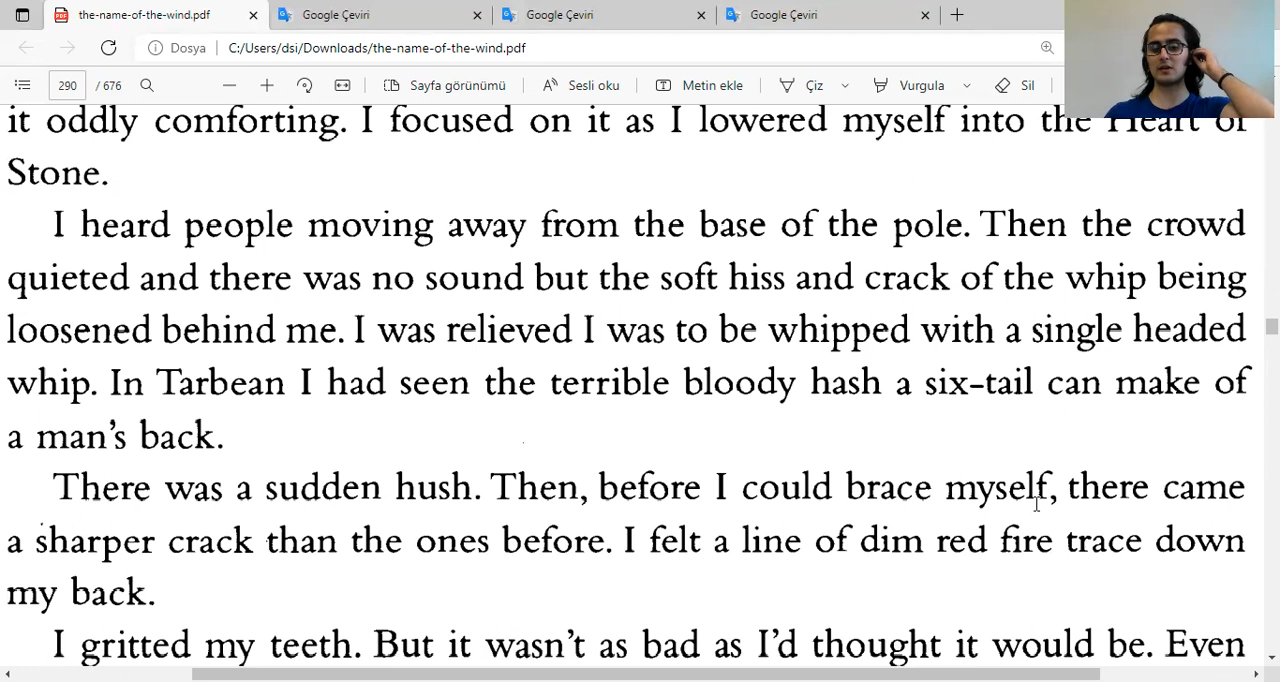 the-name-of-the-wind.pdf
Google Çeviri
Google Çeviri
Google Çeviri
Dosya
C:/Users/dsi/Downloads/the-name-of-the-wind.pdf
290 / 676
Sayfa görünümü
Sesli oku
Metin ekle
Çiz
Vurgula
Sil
it oddly comforting. I focused on it as I lowered myself into the Heart of
Stone.
I heard people moving away from the base of the pole. Then the crowd
quieted and there was no sound but the soft hiss and crack of the whip being
loosened behind me. I was relieved I was to be whipped with a single headed
whip. In Tarbean I had seen the terrible bloody hash a six-tail can make of
a man's back.
There was a sudden hush. Then, before I could brace myself, there came
a sharper crack than the ones before. I felt a line of dim red fire trace down
my back.
I gritted my teeth. But it wasn't as bad as I'd thought it would be. Even